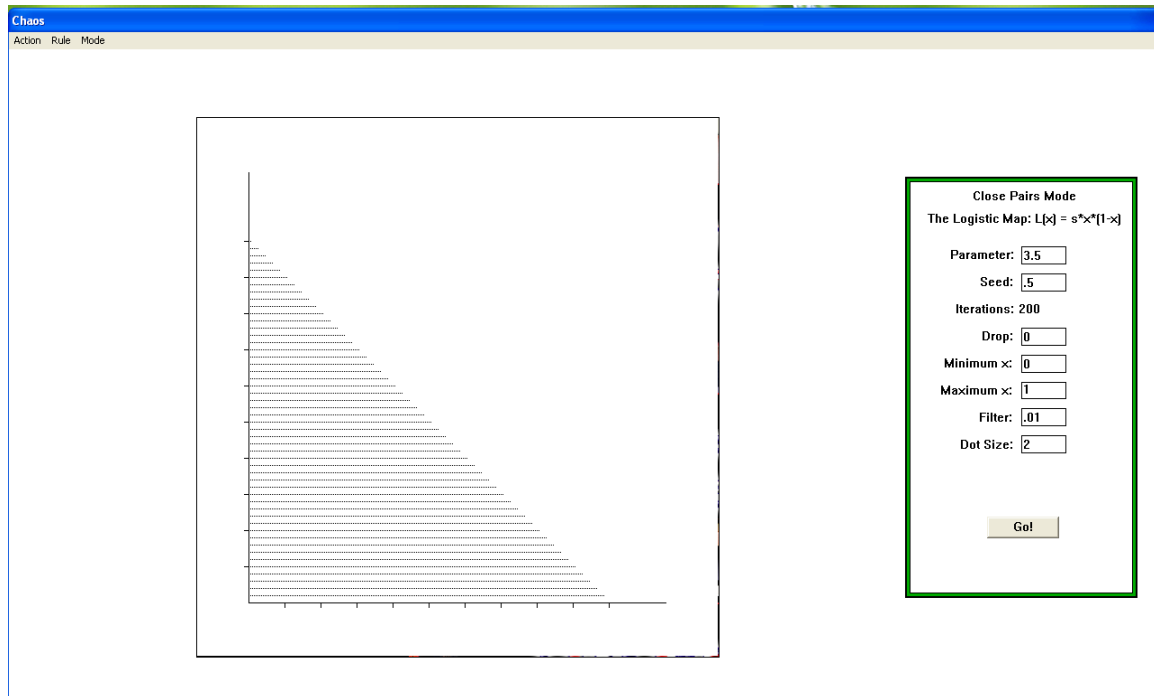 Chaos
Action Rule Mode
Close Pairs Mode
The Logistic Map: L(x) = s*x*(1-x)
Parameter: 3.5
Seed: .5
Iterations: 200
Drop: 0
Minimum x: 0
Maximum x: 1
Filter: .01
Dot Size: 2
Go!